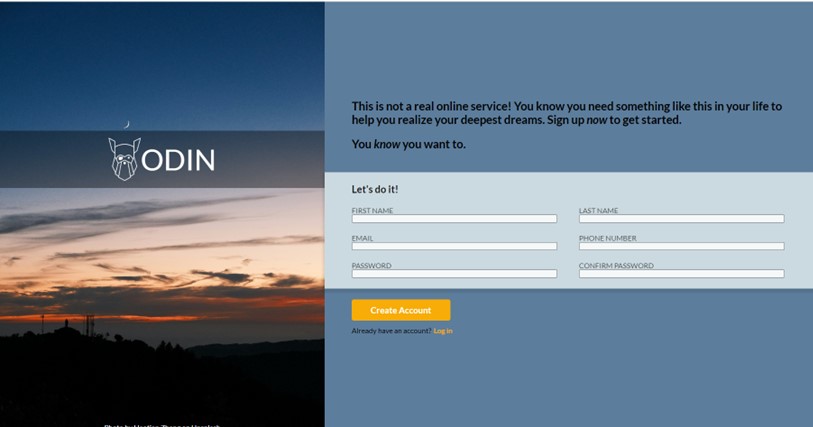 ODIN
This is not a real online service! You know you need something like this in your life to
help you realize your deepest dreams. Sign up now to get started.
You know you want to.
Let's do it!
FIRST NAME
LAST NAME
EMAIL
PHONE NUMBER
PASSWORD
CONFIRM PASSWORD
Create Account
Already have an account? Log in